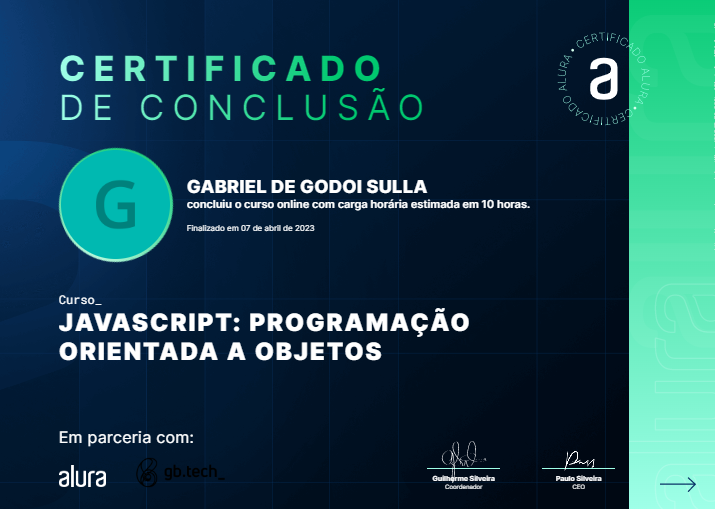 CERTIFICADO
DE CONCLUSÃO
CERTIFICADO ALURA • CERTIFICADO ALURA •
a
G
GABRIEL DE GODOI SULLA
concluiu o curso online com carga horária estimada em 10 horas.
Finalizado em 07 de abril de 2023
Curso_
JAVASCRIPT: PROGRAMAÇÃO
ORIENTADA A OBJETOS
Em parceria com:
alura
gb.tech_
Guilherme Silveira
Coordenador
Paulo Silveira
CEO
alura